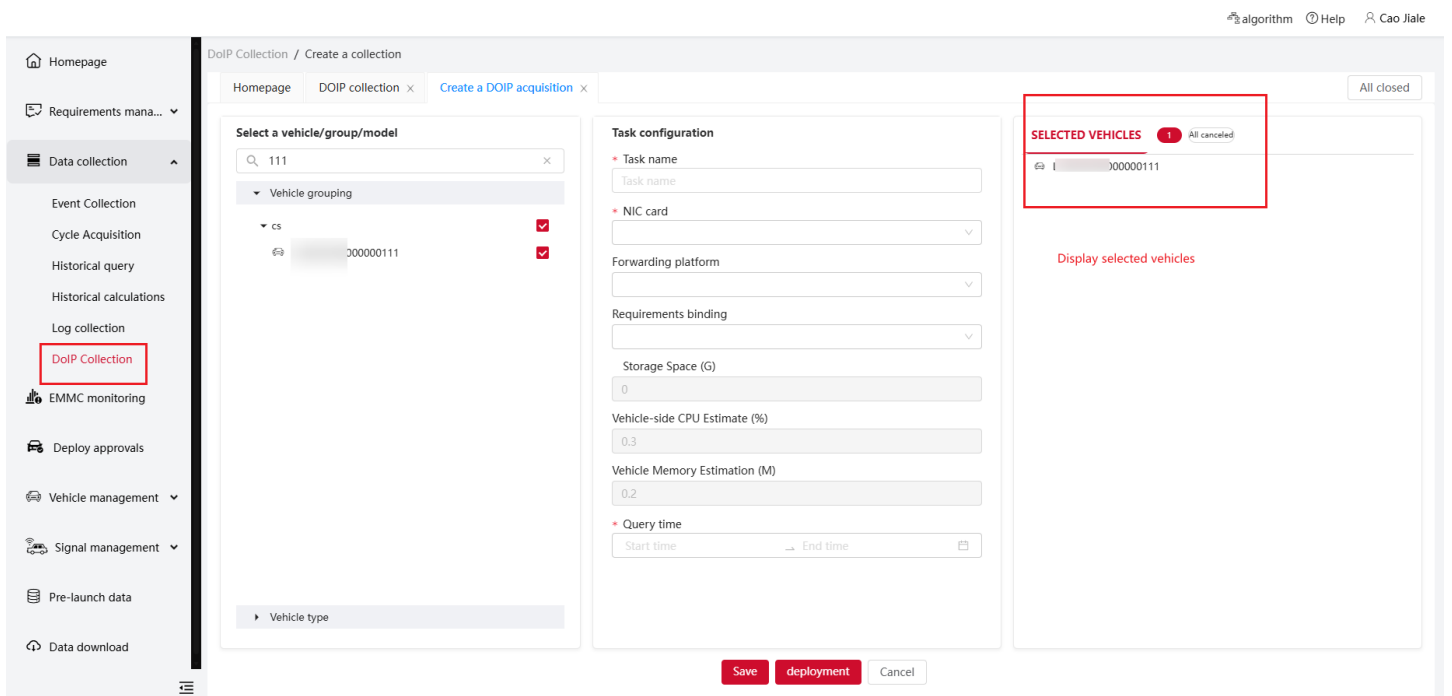 algorithm Help Cao Jiale
Homepage
Requirements mana...
Data collection
Event Collection
Cycle Acquisition
Historical query
Historical calculations
Log collection
DoIP Collection
EMMC monitoring
Deploy approvals
Vehicle management
Signal management
Pre-launch data
Data download
DoIP Collection / Create a collection
Homepage DOIP collection × Create a DOIP acquisition × All closed
Select a vehicle/group/model
111 ×
Vehicle grouping
cs
000000111
Vehicle type
Task configuration
* Task name
Task name
* NIC card
Forwarding platform
Requirements binding
Storage Space (G)
0
Vehicle-side CPU Estimate (%)
0.3
Vehicle Memory Estimation (M)
0.2
* Query time
Start time → End time
SELECTED VEHICLES 1 All canceled
000000111
Display selected vehicles
Save deployment Cancel